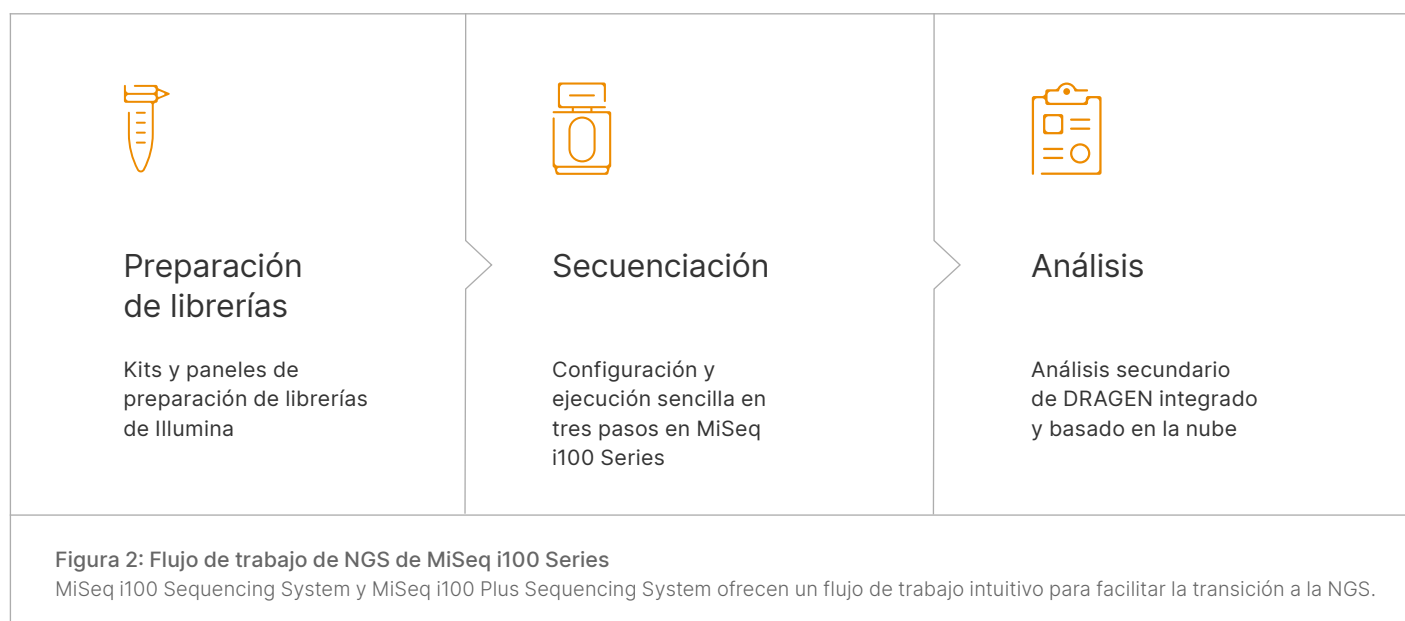 Preparación
de librerías
Kits y paneles de
preparación de librerías
de Illumina
Secuenciación
Configuración y
ejecución sencilla en
tres pasos en MiSeq
i100 Series
Análisis
Análisis secundario
de DRAGEN integrado
y basado en la nube
Figura 2: Flujo de trabajo de NGS de MiSeq i100 Series
MiSeq i100 Sequencing System y MiSeq i100 Plus Sequencing System ofrecen un flujo de trabajo intuitivo para facilitar la transición a la NGS.